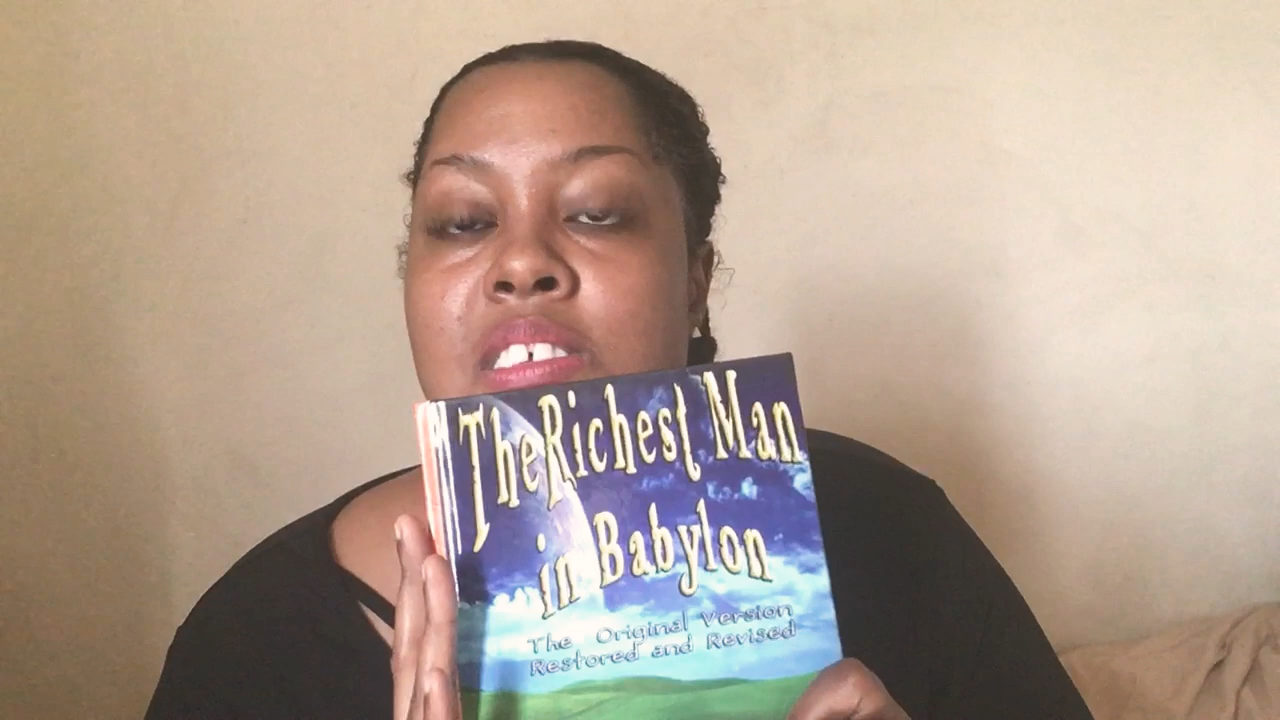 The Richest Man
in Babylon
The Original Version
Restored and Revised